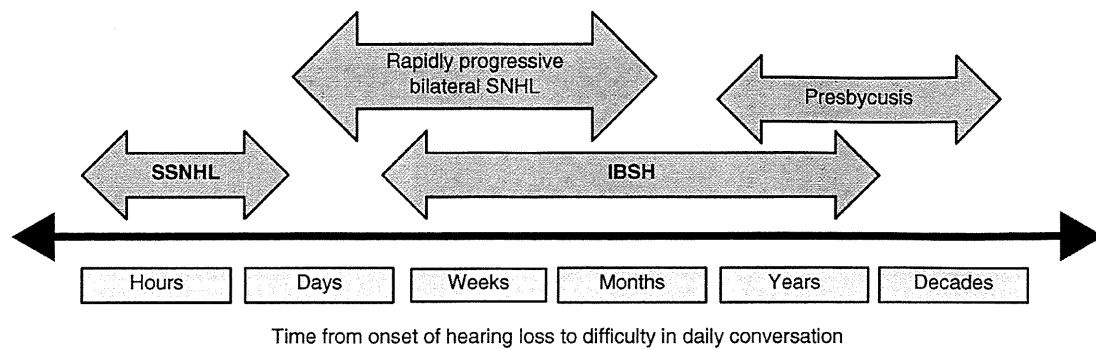 Rapidly progressive
bilateral SNHL
Presbycusis
SSNHL
IBSH
Hours
Days
Weeks
Months
Years
Decades
Time from onset of hearing loss to difficulty in daily conversation